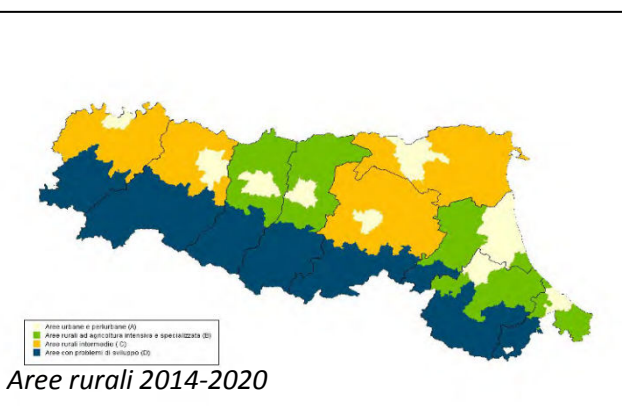 Aree urbane e periurbane (A)
Aree rurali ad agricoltura intensiva e specializzata (B)
Aree rurali intermedie (C)
Aree con problemi di sviluppo (D)
Aree rurali 2014-2020